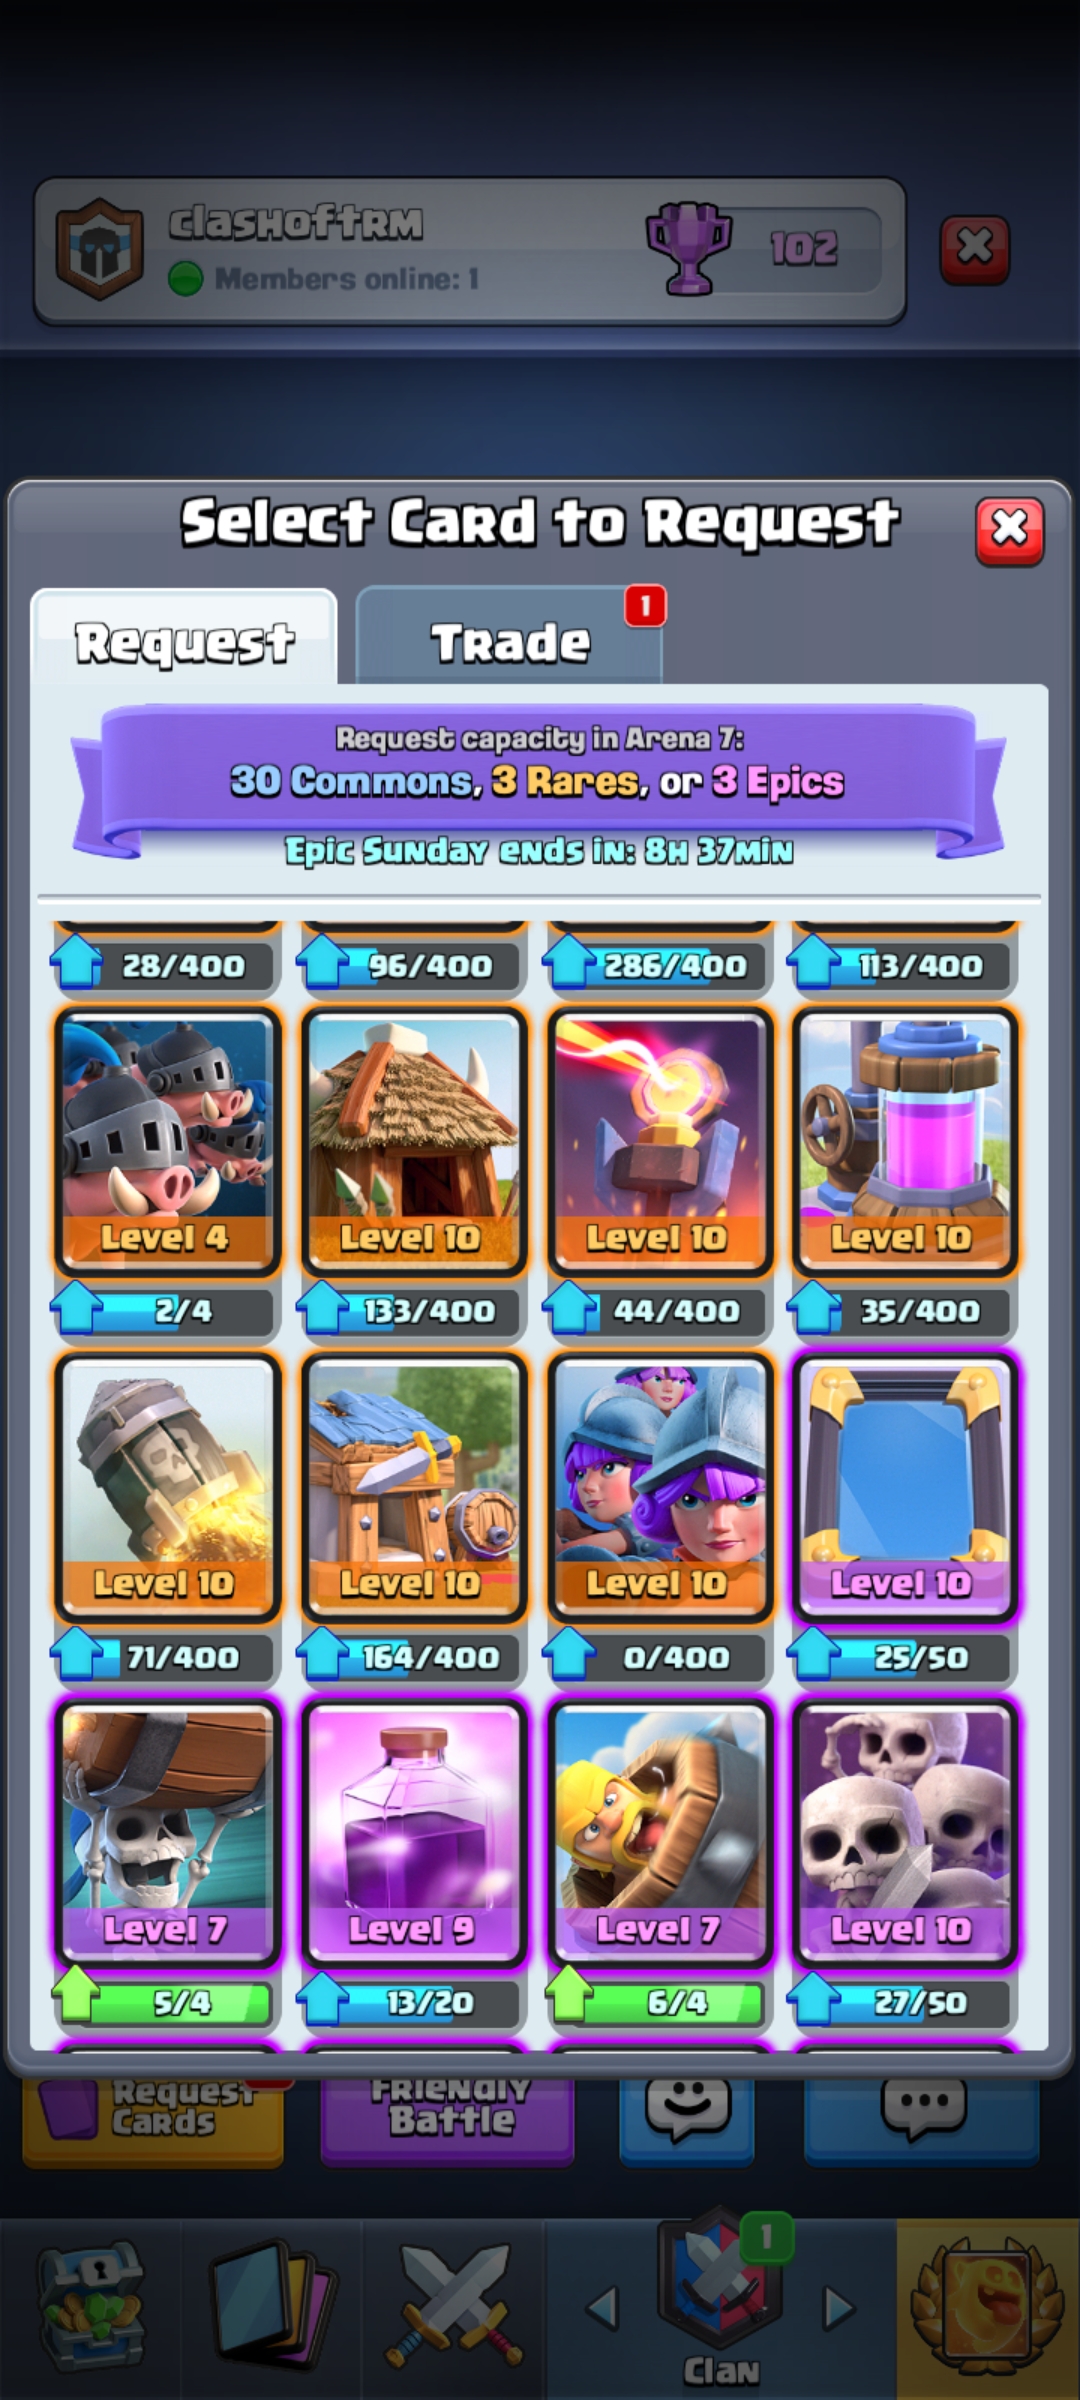 clashoftRM
102
Members online: 1
Select Card to Request
Request
Trade
1
Request capacity in Arena 7:
30 Commons, 3 Rares, or 3 Epics
Epic Sunday ends in: 8H 37Min
28/400
96/400
286/400
113/400
Level 4
Level 10
Level 10
Level 10
2/4
133/400
44/400
35/400
Level 10
Level 10
Level 10
Level 10
71/400
164/400
0/400
25/50
Level 7
Level 9
Level 7
Level 10
5/4
13/20
6/4
27/50
Request
Cards
Friendly
Battle
1
Clan